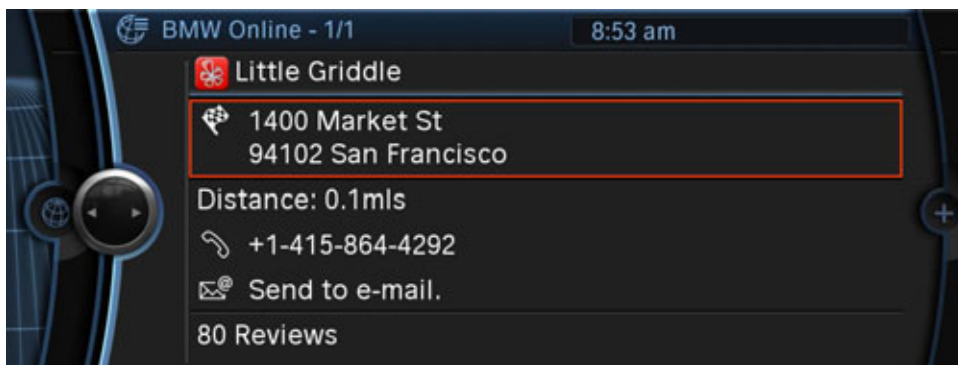 BMW Online - 1/1
8:53 am
Little Griddle
1400 Market St
94102 San Francisco
Distance: 0.1mls
+1-415-864-4292
Send to e-mail.
80 Reviews